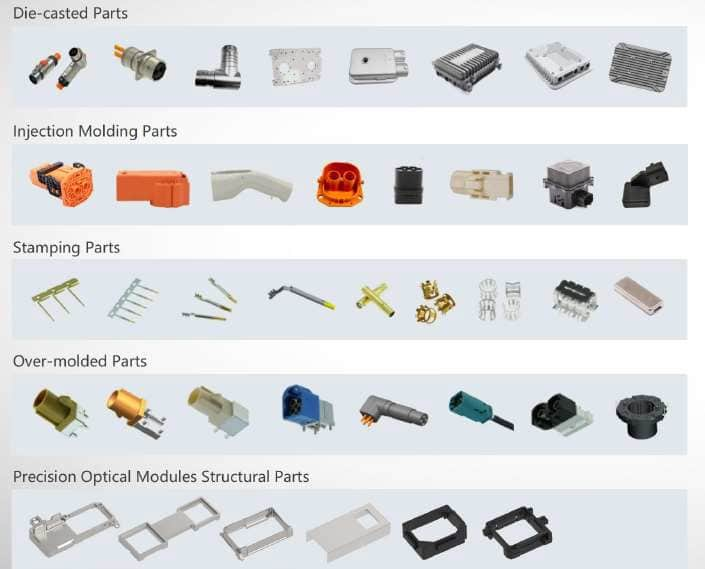 Die-casted Parts
Injection Molding Parts
Stamping Parts
Over-molded Parts
Precision Optical Modules Structural Parts